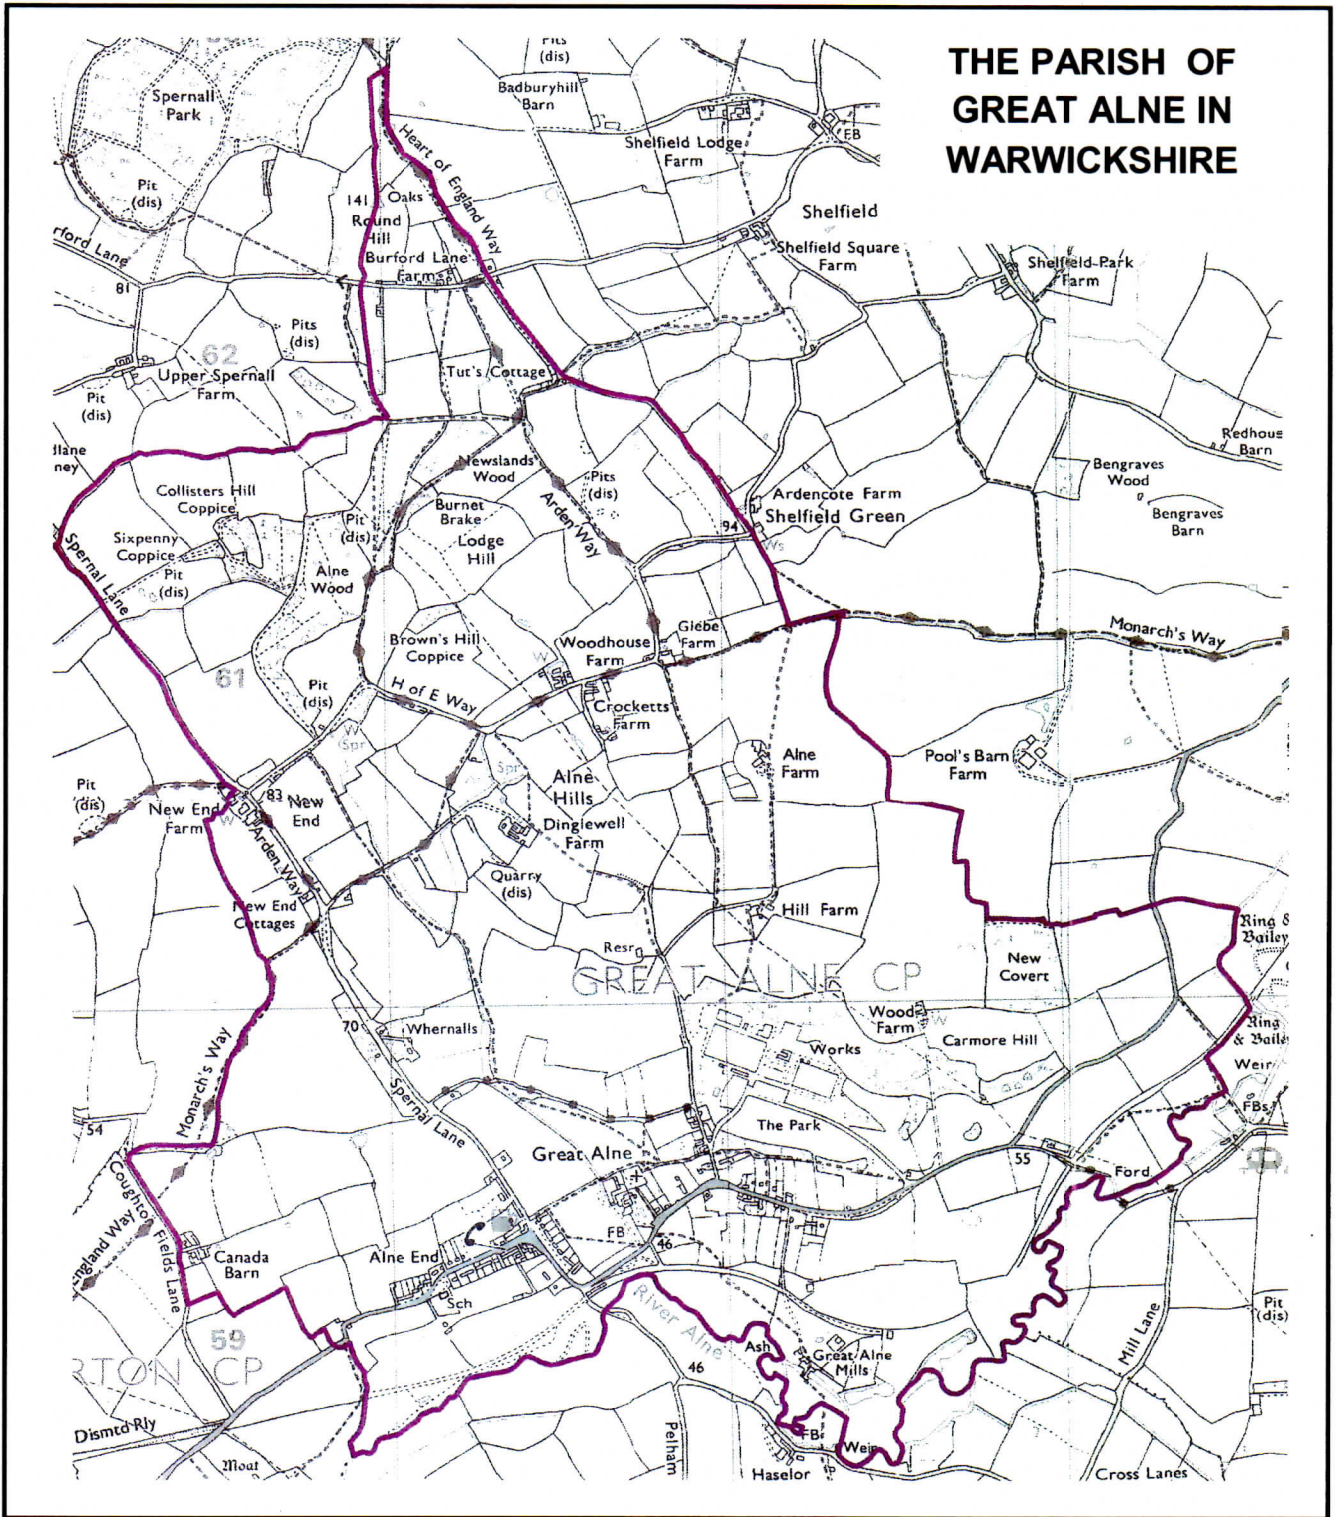 THE PARISH OF
GREAT ALNE IN
WARWICKSHIRE
Pits
(dis)
Badburyhill
Barn
Spernall
Park
Shelfield Lodge
Farm
FB
Heart of England Way
Pit
(dis)
141
Oaks
Round
Hill
Shelfield
Shelfield Square
Farm
rford Lane
Burford Lane
Farm
Shelfield Park
Farm
81
Pits
(dis)
62
Upper Spernall
Farm
Tut's Cottage
Pit
(dis)
Redhouse
Barn
llane
ney
Newslands
Wood
Bengraves
Wood
Collisters Hill
Coppice
Pits
(dis)
Ardencote Farm
Shelfield Green
Burnet
Brake
Arden Way
Bengraves
Barn
Pit
(dis)
94
Sixpenny
Coppice
Lodge
Hill
Ws
Spernal Lane
Pit
(dis)
Alne
Wood
Glebe
Farm
Monarch's Way
Brown's Hill
Coppice
Woodhouse
Farm
W
61
Pit
(dis)
H of E Way
Crocketts
Farm
W
Spr
Spr
Alne
Farm
Pool's Barn
Farm
Alne
Hills
Pit
(dis)
New End
Farm
W
83
New
End
Dinglewell
Farm
Arden Way
Quarry
(dis)
New End
Cottages
Hill Farm
Ring &
Bailey
Resr
New
Covert
GREAT ALNE CP
Wood
Farm
W
70
Whernalls
Carmore Hill
Ring
& Baile
Works
Weir
Monarch's Way
Spernal Lane
FBs
54
The Park
Great Alne
55
Ford
Coughton Fields Lane
England Way
Canada
Barn
Alne End
FB
46
Sch
River Alne
Pit
(dis)
59
Ash
Great Alne
Mills
Mill Lane
RTON CP
46
Dismtd Rly
Pelham
FB
Weir
Moat
Haselor
Cross Lanes